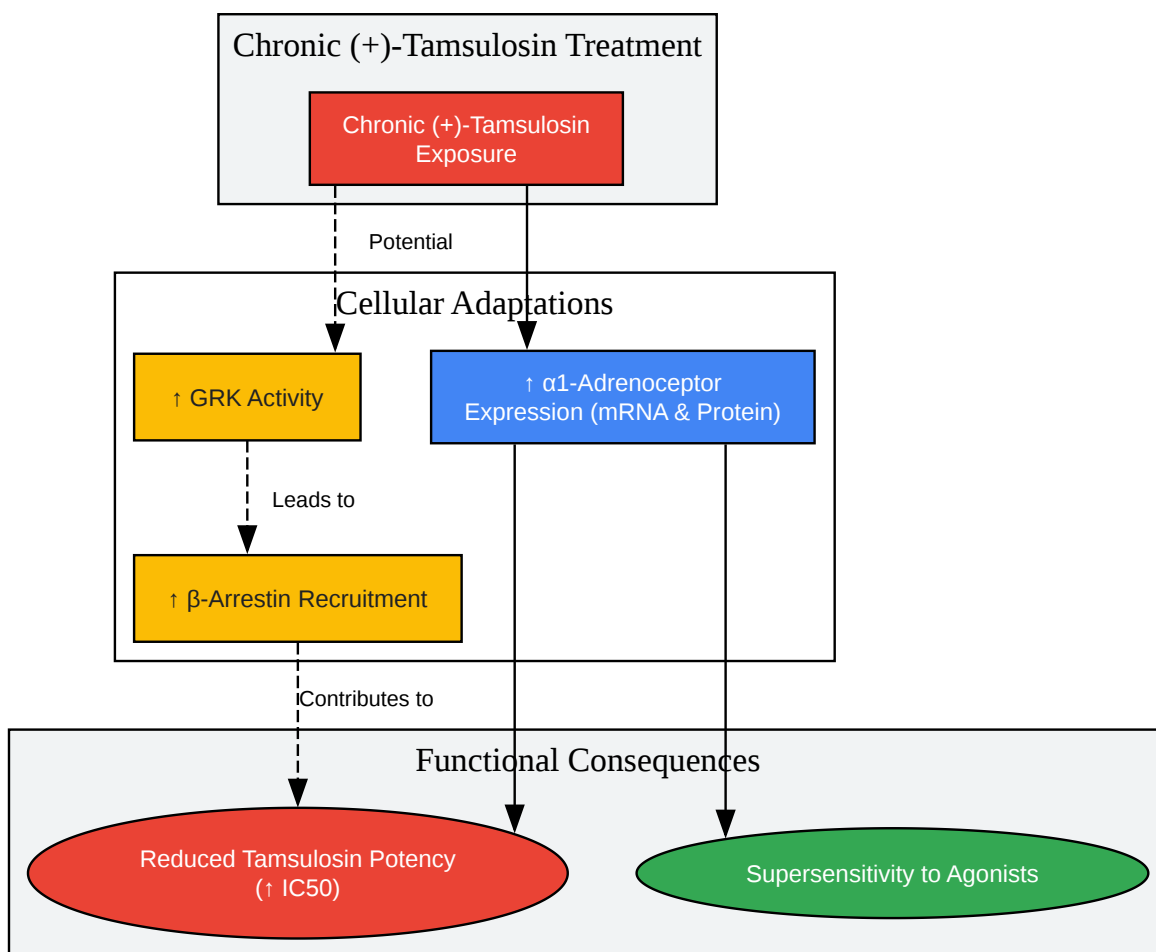 Chronic (+)-Tamsulosin Treatment
Chronic (+)-Tamsulosin
Exposure
Potential
Cellular Adaptations
↑ GRK Activity
↑ α1-Adrenoceptor
Expression (mRNA & Protein)
Leads to
↑ β-Arrestin Recruitment
Contributes to
Functional Consequences
Reduced Tamsulosin Potency
(↑ IC50)
Supersensitivity to Agonists